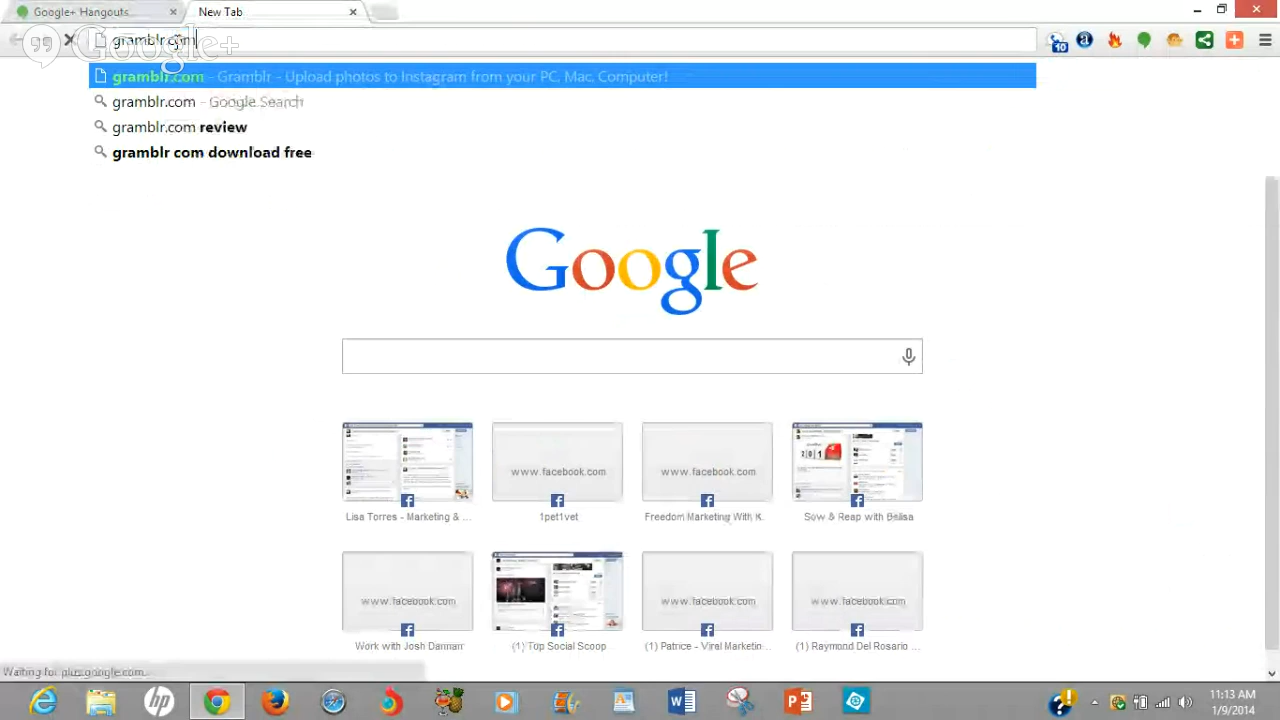 Google+ Hangouts
New Tab
gramblr.com
Google+
10
gramblr.com - Gramblr - Upload photos to Instagram from your PC, Mac, Computer!
gramblr.com - Google Search
gramblr.com review
gramblr com download free
Google
www.facebook.com
www.facebook.com
201
Lisa Torres - Marketing & ...
1pet1vet
Freedom Marketing With K.
Sow & Reap with Belisa
www.facebook.com
www.facebook.com
www.facebook.com
Work with Josh Damam
(1) Top Social Scoop
(1) Patrice - Viral Marketin...
(1) Raymond Del Rosario ...
Waiting for plus.google.com...
11:13 AM
1/9/2014